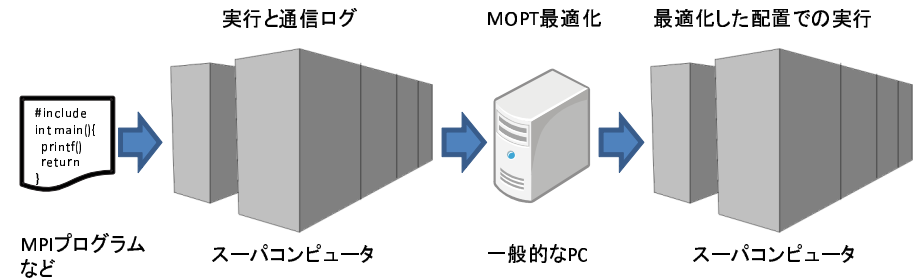 実行と通信ログ
MOPT最適化
最適化した配置での実行
#include
int main(){
printf()
return
}
MPIプログラム
など
スーパコンピュータ
一般的なPC
スーパコンピュータ